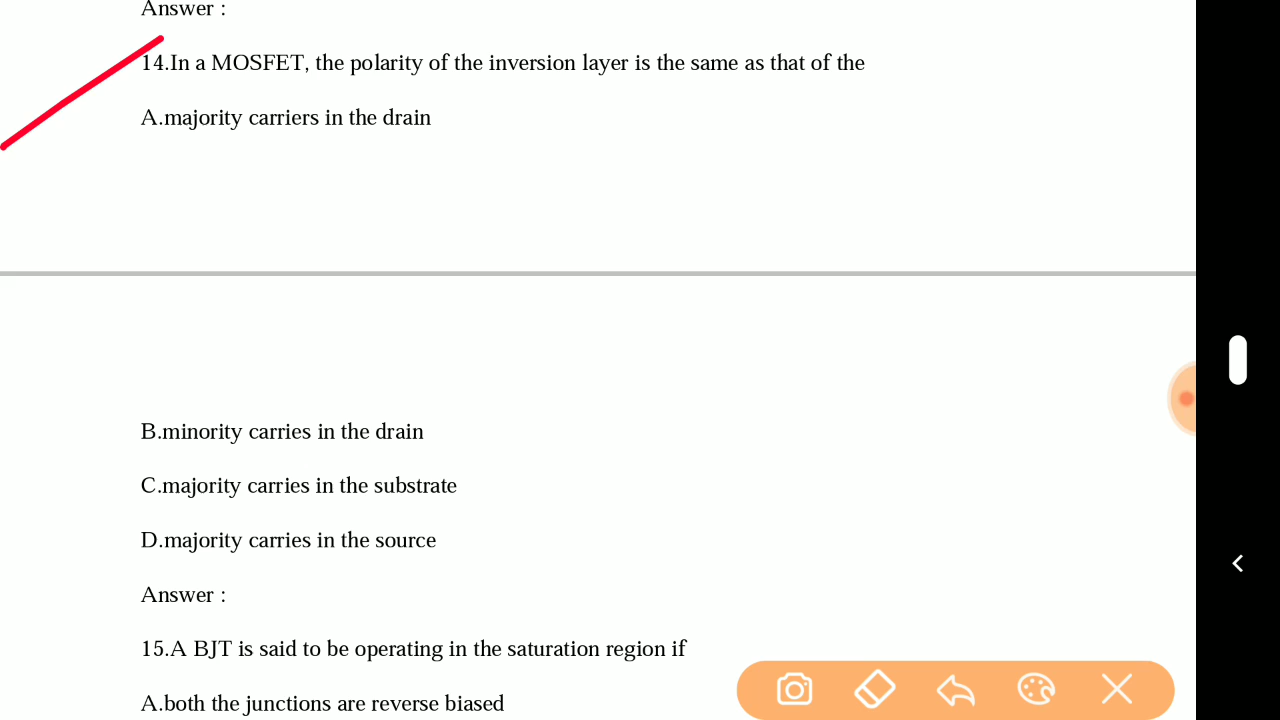 Answer :
14.In a MOSFET, the polarity of the inversion layer is the same as that of the
A.majority carriers in the drain
B.minority carries in the drain
C.majority carries in the substrate
D.majority carries in the source
Answer :
15.A BJT is said to be operating in the saturation region if
A.both the junctions are reverse biased